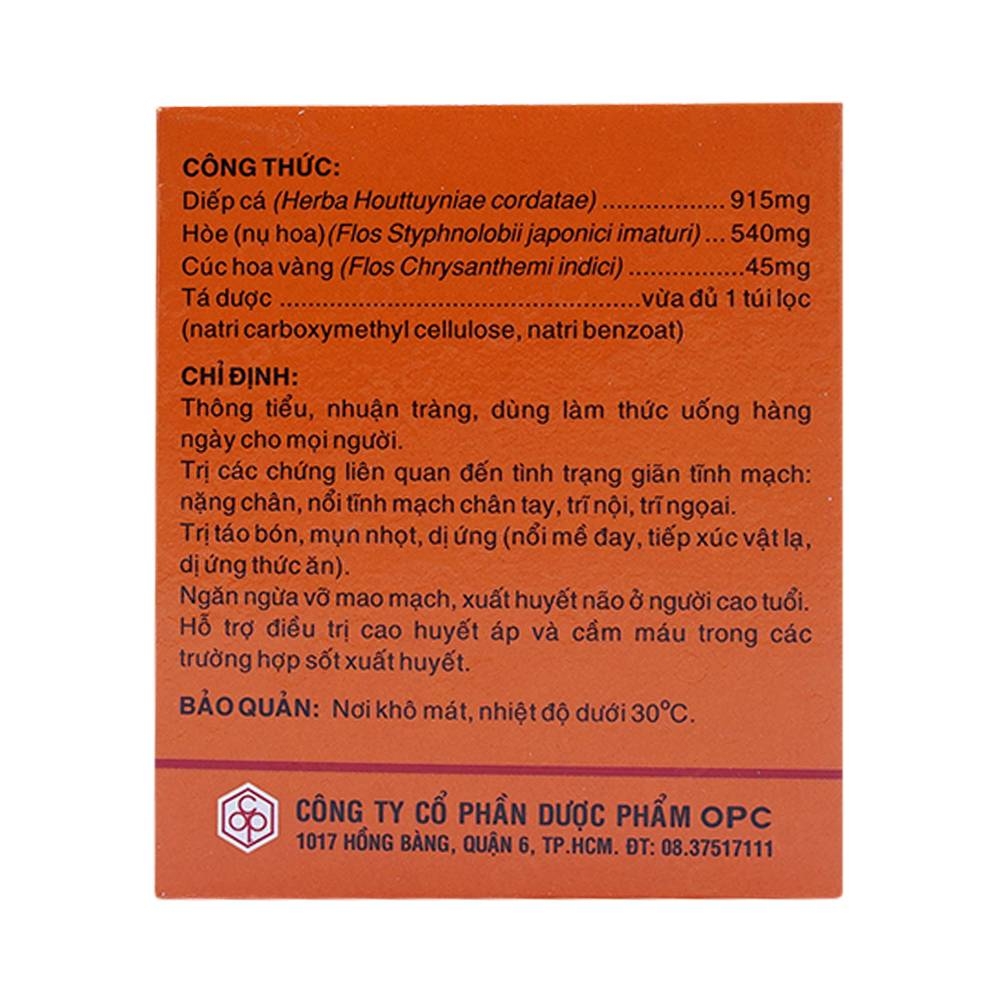 CÔNG THỨC:
Diếp cá (Herba Houttuyniae cordatae) .................. 915mg
Hòe (nụ hoa)(Flos Styphnolobii japonici imaturi) ... 540mg
Cúc hoa vàng (Flos Chrysanthemi indici) .................45mg
Tá dược ......................................................vừa đủ 1 túi lọc
(natri carboxymethyl cellulose, natri benzoat)
CHỈ ĐỊNH:
Thông tiểu, nhuận tràng, dùng làm thức uống hàng
ngày cho mọi người.
Trị các chứng liên quan đến tình trạng giãn tĩnh mạch:
nặng chân, nổi tĩnh mạch chân tay, trĩ nội, trĩ ngọai.
Trị táo bón, mụn nhọt, dị ứng (nổi mề đay, tiếp xúc vật lạ,
dị ứng thức ăn).
Ngăn ngừa vỡ mao mạch, xuất huyết não ở người cao tuổi.
Hỗ trợ điều trị cao huyết áp và cầm máu trong các
trường hợp sốt xuất huyết.
BẢO QUẢN: Nơi khô mát, nhiệt độ dưới 30°C.
OPC
CÔNG TY CỔ PHẦN DƯỢC PHẨM OPC
1017 HỒNG BÀNG, QUẬN 6, TP.HCM. ĐT: 08.37517111